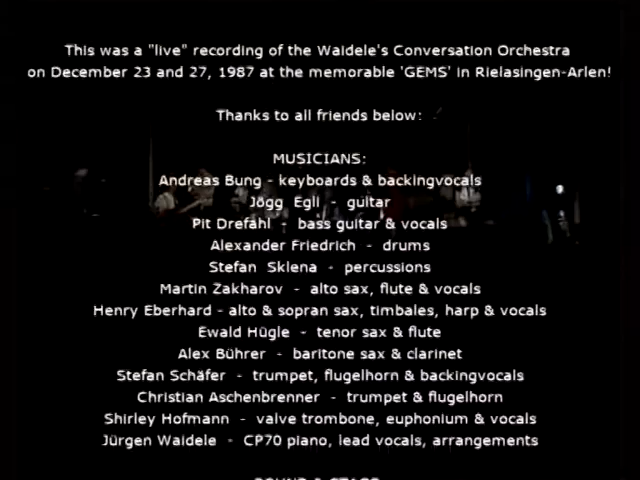 This was a "live" recording of the Waidele's Conversation Orchestra
on December 23 and 27, 1987 at the memorable 'GEMS' in Rielasingen-Arlen!
Thanks to all friends below:
MUSICIANS:
Andreas Bung - keyboards & backingvocals
Jögg Egli - guitar
Pit Drefahl - bass guitar & vocals
Alexander Friedrich - drums
Stefan Sklena - percussions
Martin Zakharov - alto sax, flute & vocals
Henry Eberhard - alto & sopran sax, timbales, harp & vocals
Ewald Hügle - tenor sax & flute
Alex Bührer - baritone sax & clarinet
Stefan Schäfer - trumpet, flugelhorn & backingvocals
Christian Aschenbrenner - trumpet & flugelhorn
Shirley Hofmann - valve trombone, euphonium & vocals
Jürgen Waidele - CP70 piano, lead vocals, arrangements